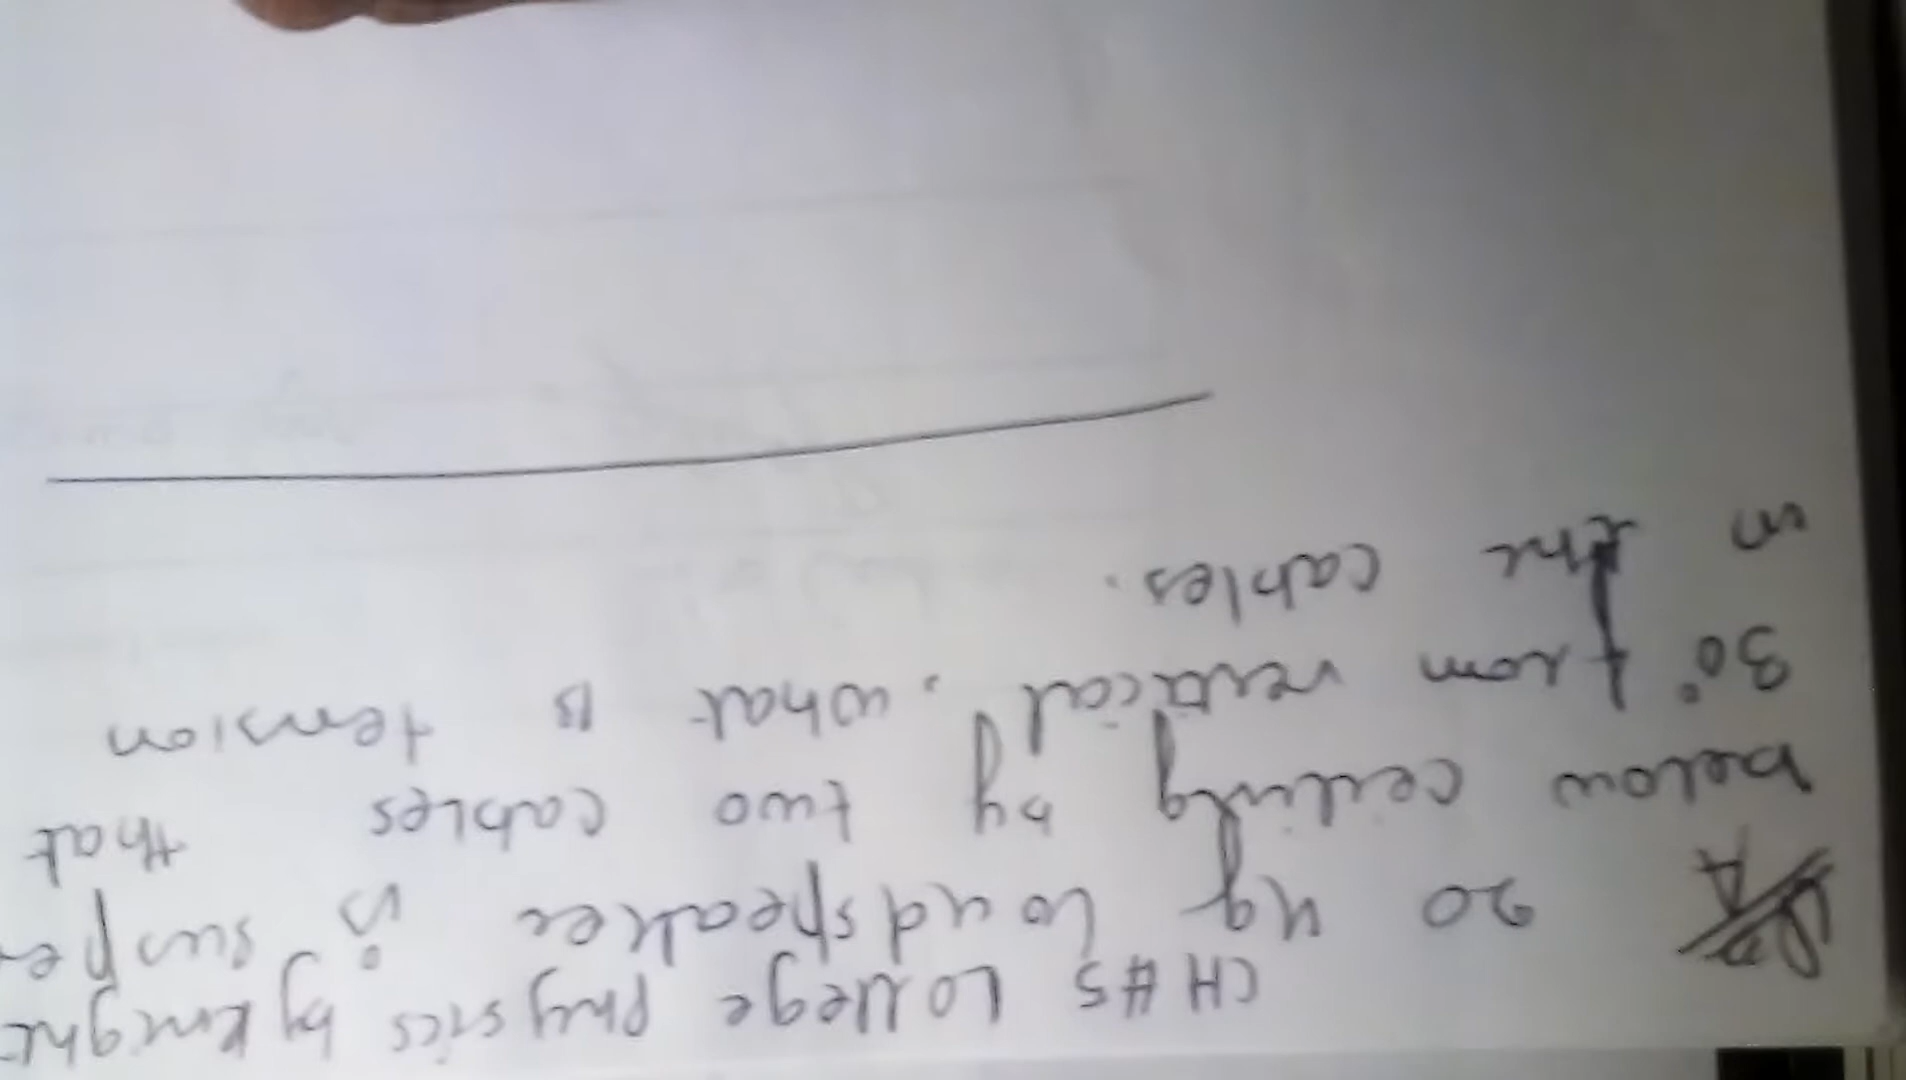 CH #5 College Physics by Knight
20 kg loudspeaker is suspe
below ceiling by two cables that
30° from vertical, what is tension
in the cables.